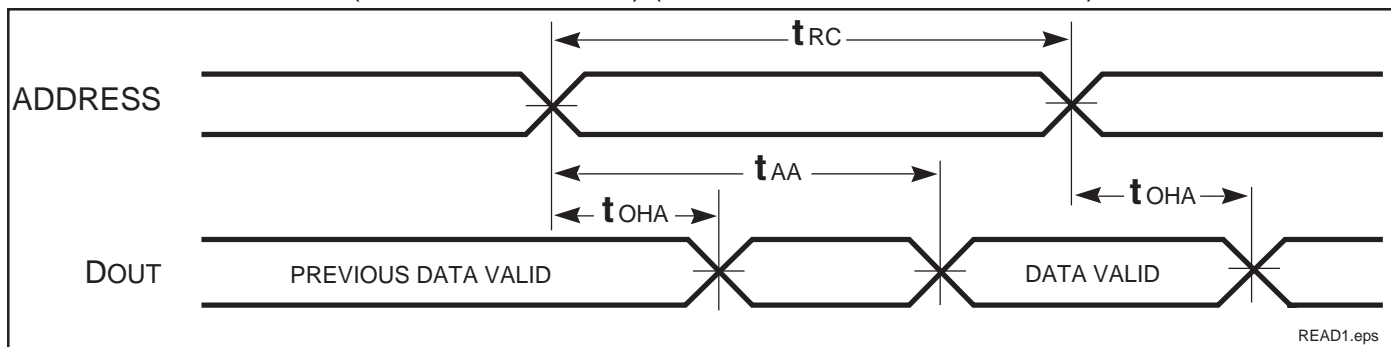 tRC
ADDRESS
tAA
tOHA
tOHA
DOUT
PREVIOUS DATA VALID
DATA VALID
READ1.eps